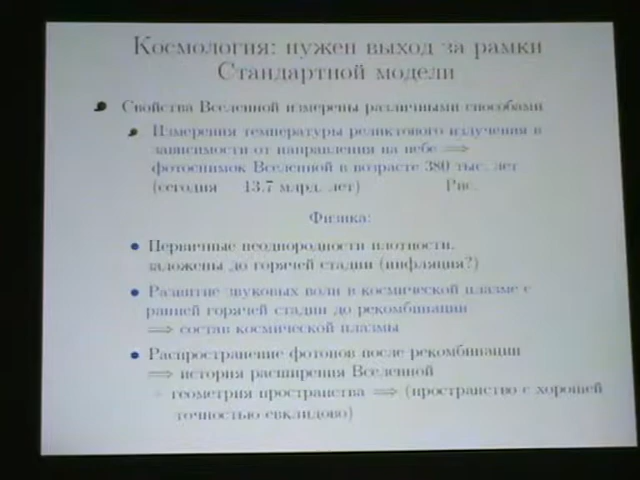 Космология: нужен выход за рамки
Стандартной модели
Свойства Вселенной измерены различными способами
Измерения температуры реликтового излучения в
зависимости от направления на небе ⟹
фотоснимок Вселенной в возрасте 380 тыс. лет
(сегодня 13.7 млрд. лет) Рис.
Физика:
• Первичные неоднородности плотности,
заложены до горячей стадии (инфляция?)
• Развитие звуковых волн в космической плазме с
ранней горячей стадии до рекомбинации
⟹ состав космической плазмы
• Распространение фотонов после рекомбинации
⟹ история расширения Вселенной
+ геометрия пространства ⟹ (пространство с хорошей
точностью евклидово)